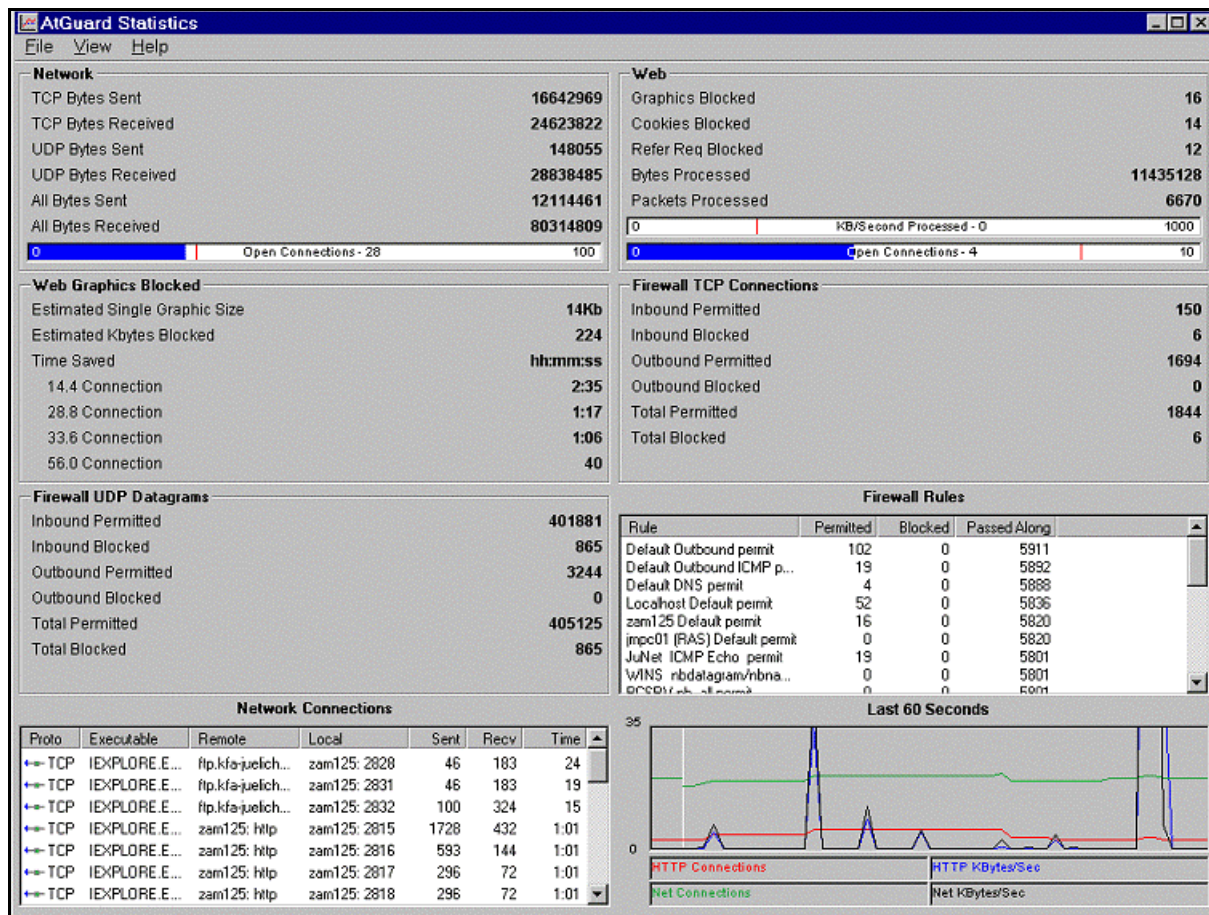 AtGuard Statistics
File View Help
Network
TCP Bytes Sent 16642969
TCP Bytes Received 24623822
UDP Bytes Sent 148055
UDP Bytes Received 28838485
All Bytes Sent 12114461
All Bytes Received 80314809
0 Open Connections - 28 100
Web
Graphics Blocked 16
Cookies Blocked 14
Refer Req Blocked 12
Bytes Processed 11435128
Packets Processed 6670
0 KB/Second Processed - 0 1000
0 Open Connections - 4 10
Web Graphics Blocked
Estimated Single Graphic Size 14Kb
Estimated Kbytes Blocked 224
Time Saved hh:mm:ss
14.4 Connection 2:35
28.8 Connection 1:17
33.6 Connection 1:06
56.0 Connection 40
Firewall TCP Connections
Inbound Permitted 150
Inbound Blocked 6
Outbound Permitted 1694
Outbound Blocked 0
Total Permitted 1844
Total Blocked 6
Firewall UDP Datagrams
Inbound Permitted 401881
Inbound Blocked 865
Outbound Permitted 3244
Outbound Blocked 0
Total Permitted 405125
Total Blocked 865
Firewall Rules
Rule Permitted Blocked Passed Along
Default Outbound permit 102 0 5911
Default Outbound ICMP p... 19 0 5892
Default DNS permit 4 0 5888
Localhost Default permit 52 0 5836
zam125 Default permit 16 0 5820
jmpc01 (RAS) Default permit 0 0 5820
JuNet ICMP Echo permit 19 0 5801
WINS nbdatagram/nbna... 0 0 5801
0 0 5801
Network Connections
Proto Executable Remote Local Sent Recv Time
TCP IEXPLORE.E... ftp.kfa-juelich... zam125: 2828 46 183 24
TCP IEXPLORE.E... ftp.kfa-juelich... zam125: 2831 46 183 19
TCP IEXPLORE.E... ftp.kfa-juelich... zam125: 2832 100 324 15
TCP IEXPLORE.E... zam125: http zam125: 2815 1728 432 1:01
TCP IEXPLORE.E... zam125: http zam125: 2816 593 144 1:01
TCP IEXPLORE.E... zam125: http zam125: 2817 296 72 1:01
TCP IEXPLORE.E... zam125: http zam125: 2818 296 72 1:01
Last 60 Seconds
35
0
HTTP Connections HTTP KBytes/Sec
Net Connections Net KBytes/Sec